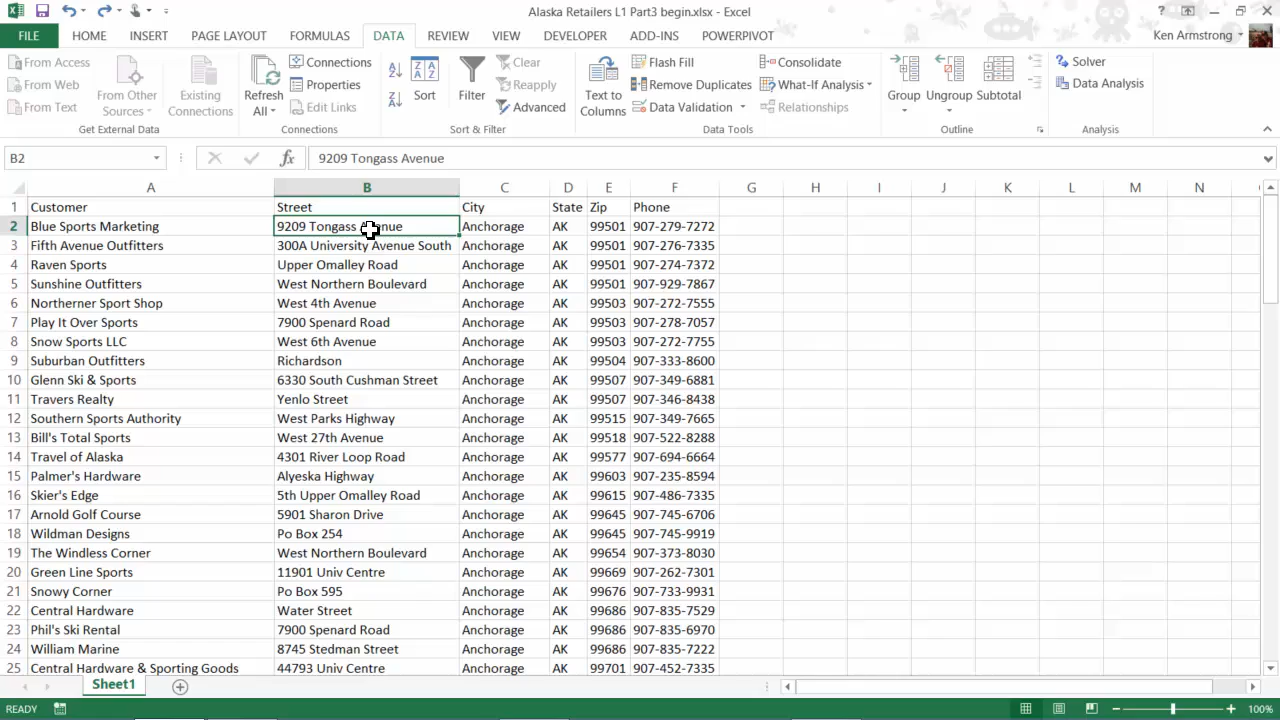 Alaska Retailers L1 Part3 begin.xlsx - Excel
?
FILE HOME INSERT PAGE LAYOUT FORMULAS DATA REVIEW VIEW DEVELOPER ADD-INS POWERPIVOT Ken Armstrong
From Access
From Web
From Text
From Other Sources
Existing Connections
Get External Data
Refresh All
Connections
Properties
Edit Links
Connections
Sort
Filter
Clear
Reapply
Advanced
Sort & Filter
Text to Columns
Flash Fill
Remove Duplicates
Data Validation
Consolidate
What-If Analysis
Relationships
Data Tools
Group
Ungroup
Subtotal
Outline
Solver
Data Analysis
Analysis
B2 fx 9209 Tongass Avenue
A B C D E F G H I J K L M N
1 Customer Street City State Zip Phone
2 Blue Sports Marketing 9209 Tongass Avenue Anchorage AK 99501 907-279-7272
3 Fifth Avenue Outfitters 300A University Avenue South Anchorage AK 99501 907-276-7335
4 Raven Sports Upper Omalley Road Anchorage AK 99501 907-274-7372
5 Sunshine Outfitters West Northern Boulevard Anchorage AK 99501 907-929-7867
6 Northerner Sport Shop West 4th Avenue Anchorage AK 99503 907-272-7555
7 Play It Over Sports 7900 Spenard Road Anchorage AK 99503 907-278-7057
8 Snow Sports LLC West 6th Avenue Anchorage AK 99503 907-272-7755
9 Suburban Outfitters Richardson Anchorage AK 99504 907-333-8600
10 Glenn Ski & Sports 6330 South Cushman Street Anchorage AK 99507 907-349-6881
11 Travers Realty Yenlo Street Anchorage AK 99507 907-346-8438
12 Southern Sports Authority West Parks Highway Anchorage AK 99515 907-349-7665
13 Bill's Total Sports West 27th Avenue Anchorage AK 99518 907-522-8288
14 Travel of Alaska 4301 River Loop Road Anchorage AK 99577 907-694-6664
15 Palmer's Hardware Alyeska Highway Anchorage AK 99603 907-235-8594
16 Skier's Edge 5th Upper Omalley Road Anchorage AK 99615 907-486-7335
17 Arnold Golf Course 5901 Sharon Drive Anchorage AK 99645 907-745-6706
18 Wildman Designs Po Box 254 Anchorage AK 99645 907-745-9919
19 The Windless Corner West Northern Boulevard Anchorage AK 99654 907-373-8030
20 Green Line Sports 11901 Univ Centre Anchorage AK 99669 907-262-7301
21 Snowy Corner Po Box 595 Anchorage AK 99676 907-733-9931
22 Central Hardware Water Street Anchorage AK 99686 907-835-7529
23 Phil's Ski Rental 7900 Spenard Road Anchorage AK 99686 907-835-6970
24 William Marine 8745 Stedman Street Anchorage AK 99686 907-835-7222
25 Central Hardware & Sporting Goods 44793 Univ Centre Anchorage AK 99701 907-452-7335
Sheet1
READY 100%